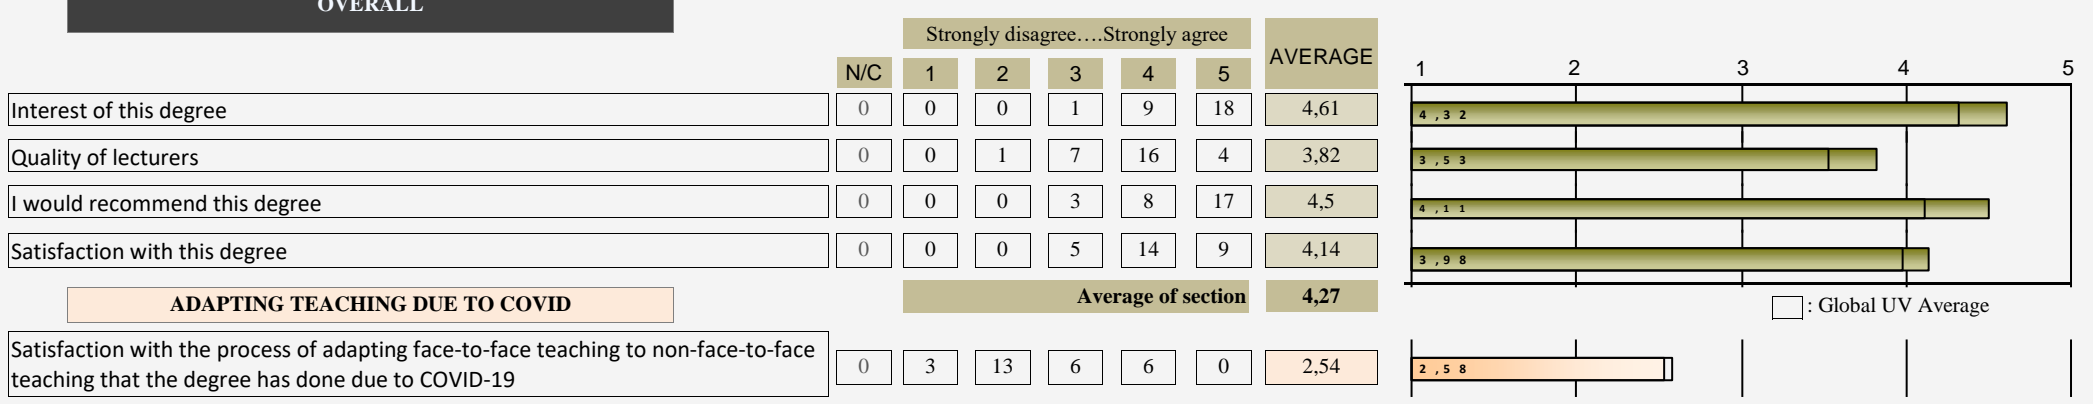 OVERALL
Strongly disagree….Strongly agree
AVERAGE
N/C 1 2 3 4 5
1 2 3 4 5
Interest of this degree 0 0 0 1 9 18 4,61 4,32
Quality of lecturers 0 0 1 7 16 4 3,82 3,53
I would recommend this degree 0 0 0 3 8 17 4,5 4,11
Satisfaction with this degree 0 0 0 5 14 9 4,14 3,98
ADAPTING TEACHING DUE TO COVID
Average of section 4,27
: Global UV Average
Satisfaction with the process of adapting face-to-face teaching to non-face-to-face
teaching that the degree has done due to COVID-19
0 3 13 6 6 0 2,54 2,58